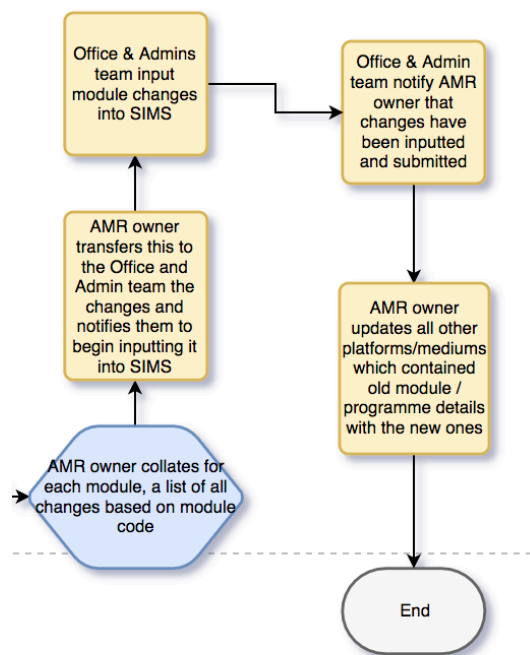 Office & Admins
team input
module changes
into SIMS
Office & Admin
team notify AMR
owner that
changes have
been inputted
and submitted
AMR owner
transfers this to
the Office and
Admin team the
changes and
notifies them to
begin inputting it
into SIMS
AMR owner
updates all other
platforms/mediums
which contained
old module /
programme details
with the new ones
AMR owner collates for
each module, a list of all
changes based on module
code
End